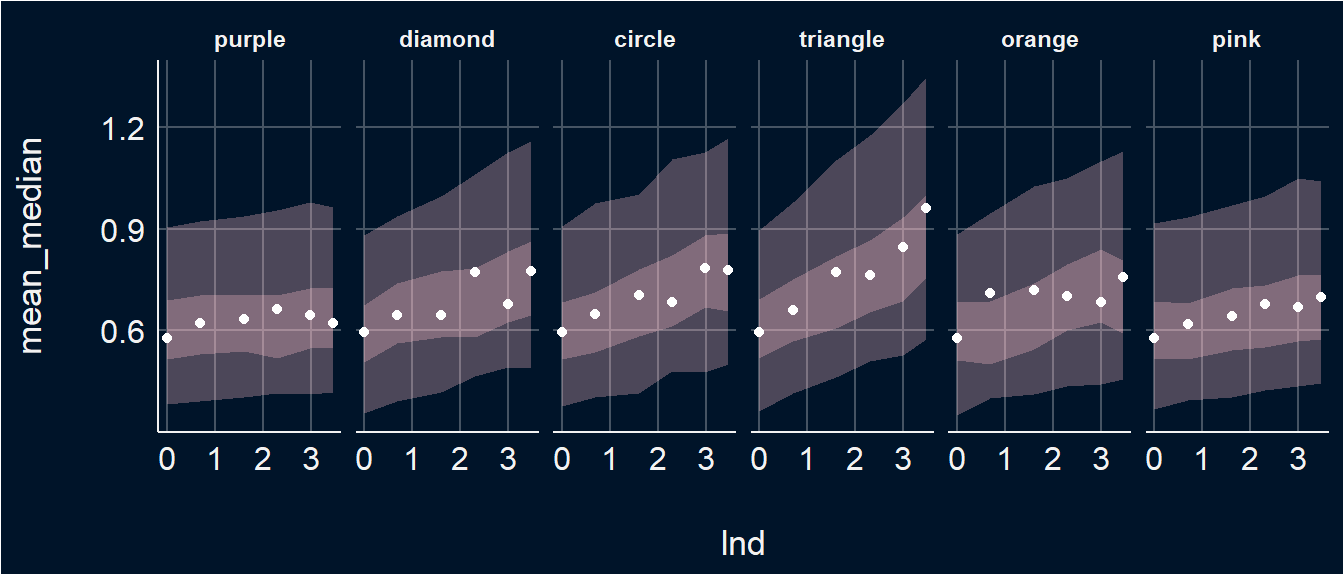 purple diamond circle triangle orange pink
mean_median
1.2
0.9
0.6
0 1 2 3 0 1 2 3 0 1 2 3 0 1 2 3 0 1 2 3 0 1 2 3
lnd